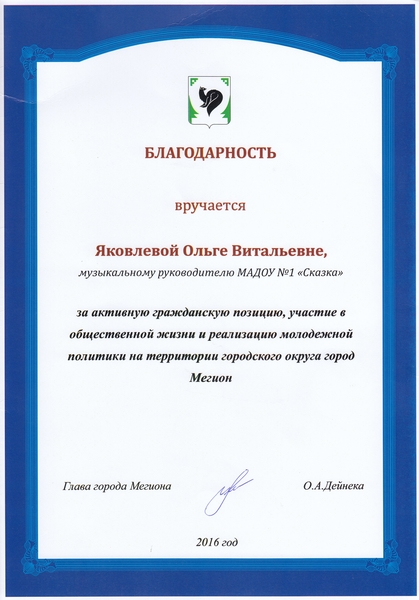 БЛАГОДАРНОСТЬ
вручается
Яковлевой Ольге Витальевне,
музыкальному руководителю МАДОУ №1 «Сказка»
за активную гражданскую позицию, участие в
общественной жизни и реализацию молодежной
политики на территории городского округа город
Мегион
Глава города Мегиона О.А.Дейнека
2016 год